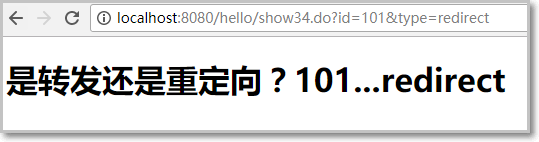 localhost:8080/hello/show34.do?id=101&type=redirect
是转发还是重定向？101...redirect